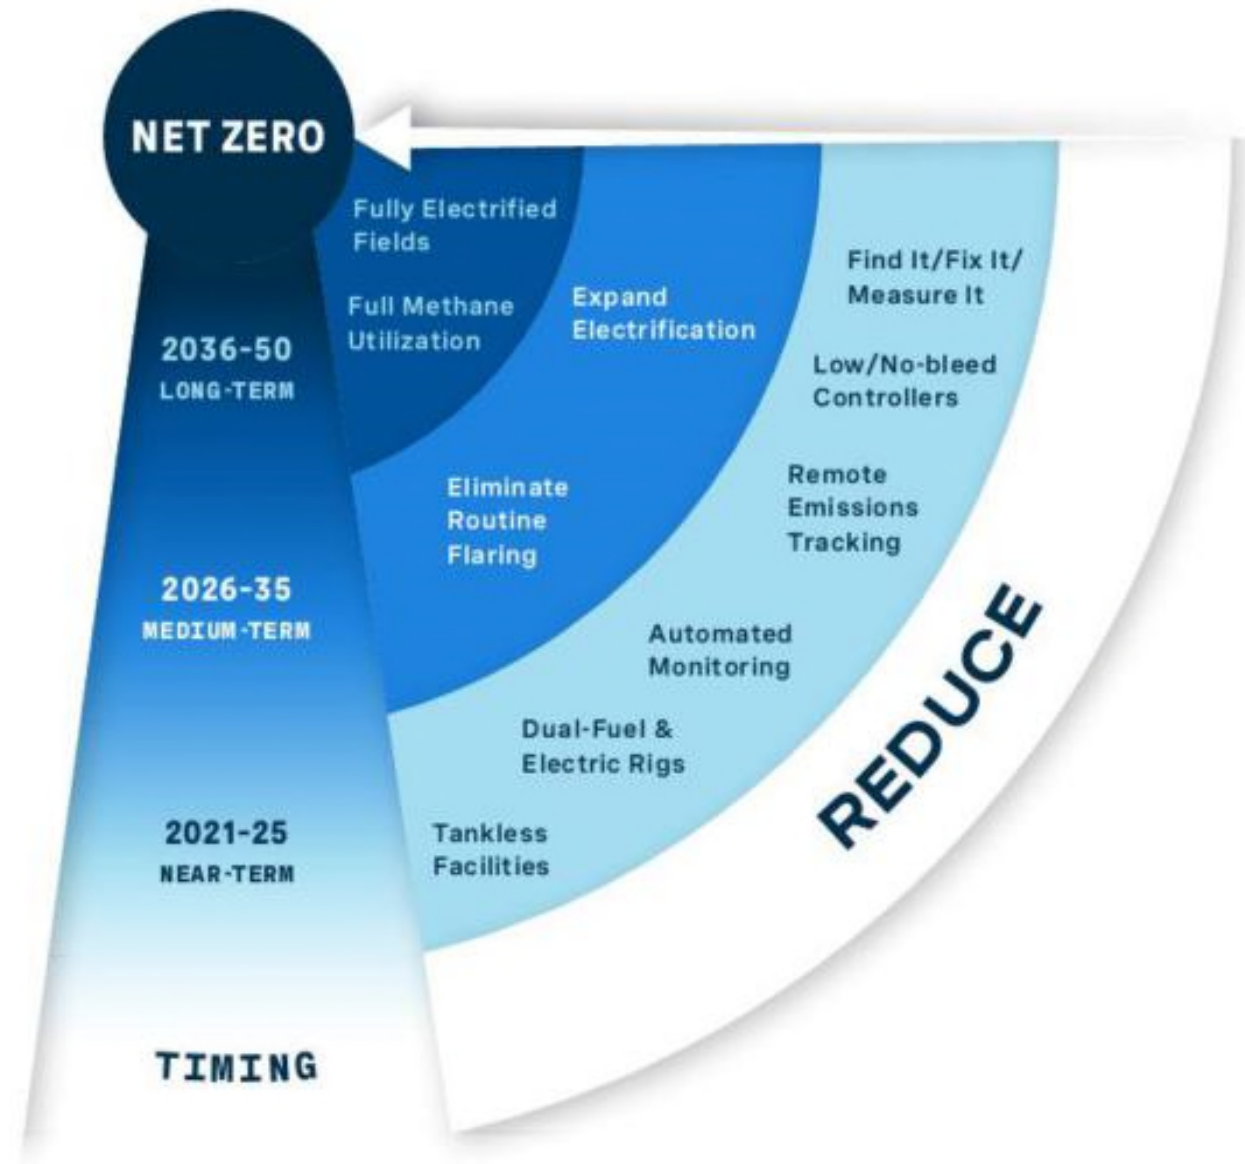 NET ZERO
Fully Electrified
Fields
Full Methane
Utilization
Expand
Electrification
Find It/Fix It/
Measure It
Low/No-bleed
Controllers
Remote
Emissions
Tracking
Eliminate
Routine
Flaring
Automated
Monitoring
Dual-Fuel &
Electric Rigs
Tankless
Facilities
REDUCE
2036-50
LONG-TERM
2026-35
MEDIUM-TERM
2021-25
NEAR-TERM
TIMING